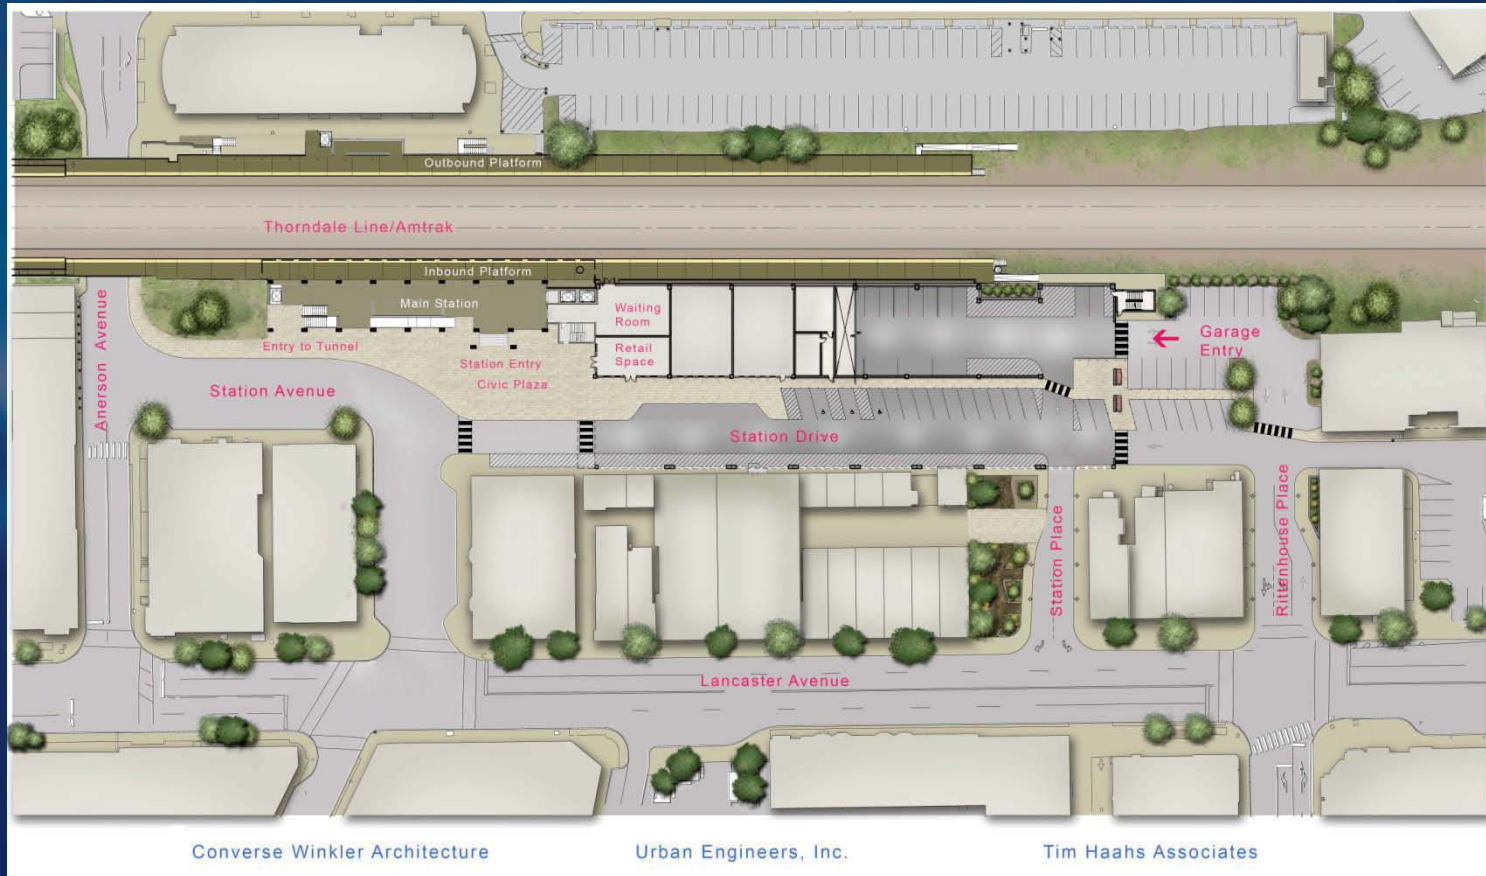 Outbound Platform
Thorndale Line/Amtrak
Inbound Platform
Main Station
Waiting
Room
Garage
Entry
Entry to Tunnel
Retail
Space
Station Entry
Civic Plaza
Anerson Avenue
Station Avenue
Station Drive
Station Place
Rittenhouse Place
Lancaster Avenue
Converse Winkler Architecture
Urban Engineers, Inc.
Tim Haahs Associates